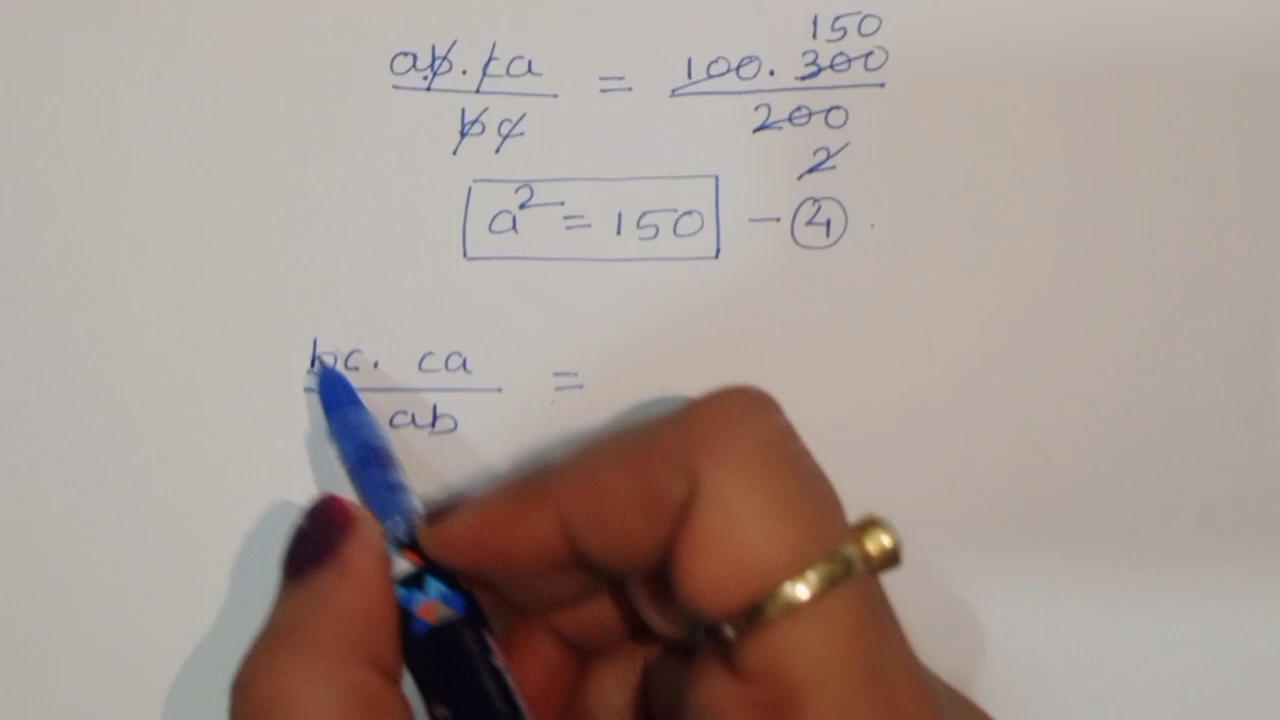 150
ab . ca = 100 . 300
bc 200
2
a² = 150 - ④ .
bc . ca =
ab